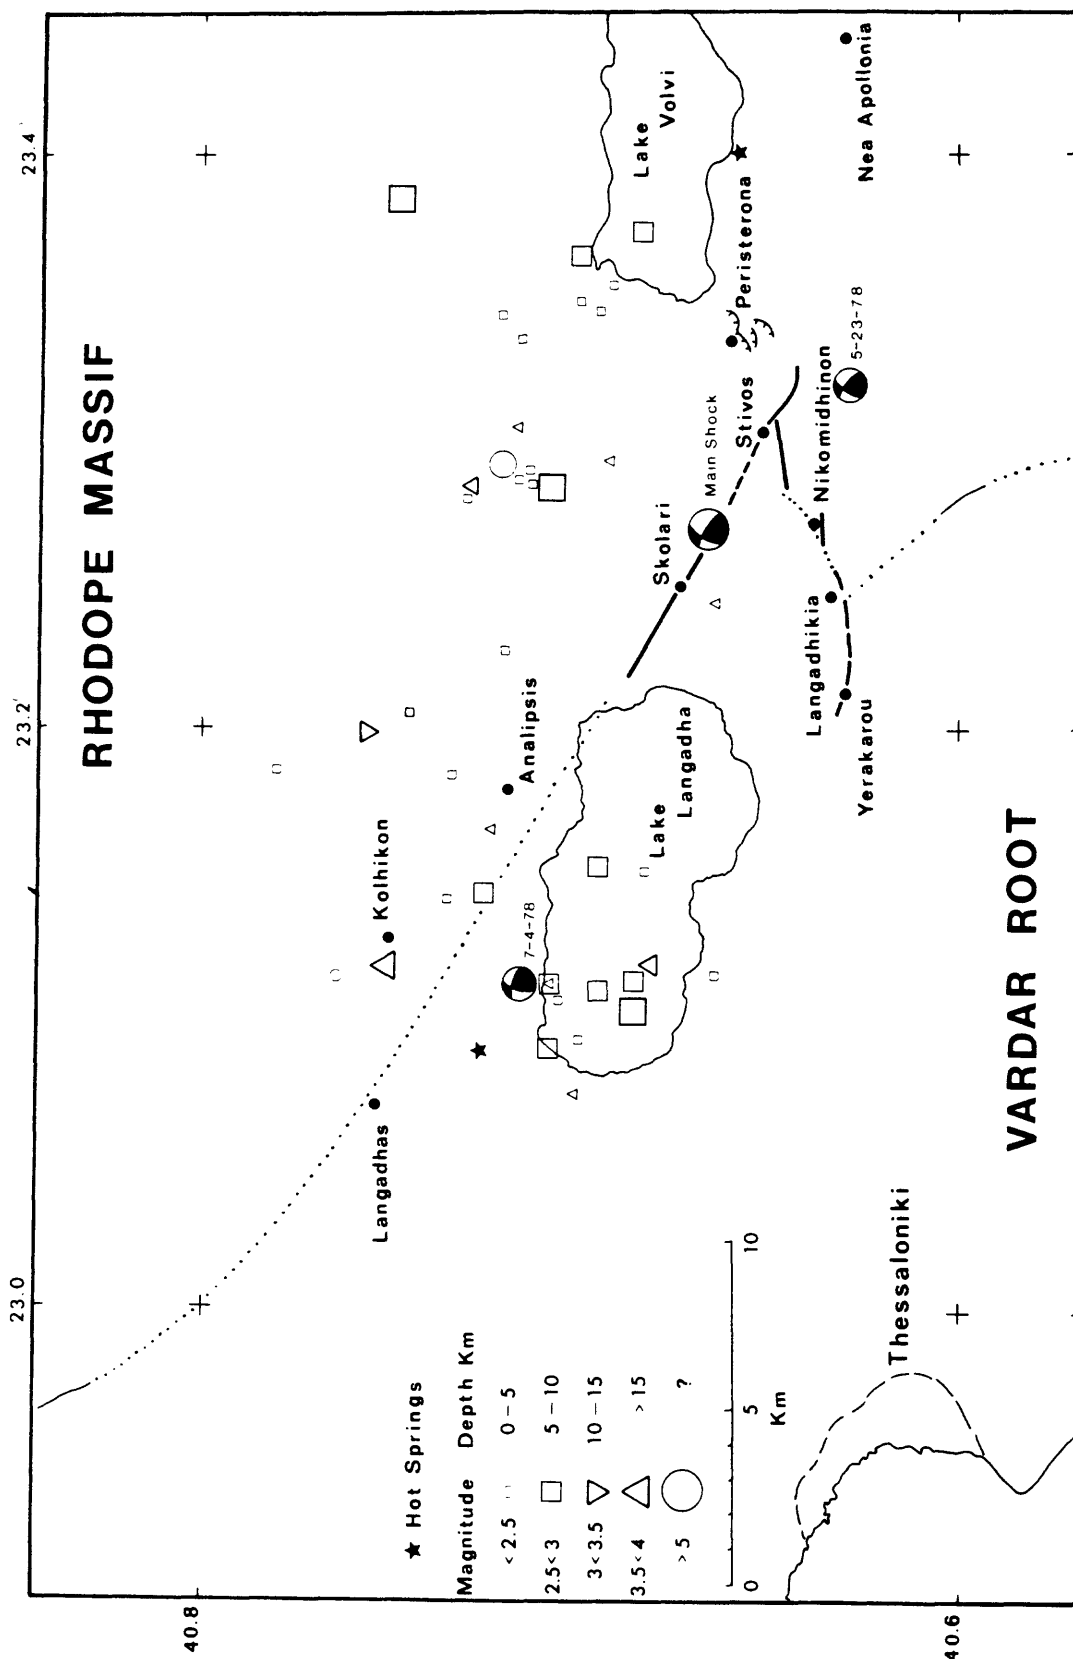 23.0
23.2
23.4
40.8
40.6
RHODOPE MASSIF
VARDAR ROOT
Langadhas
Kolhikon
Analipsis
7-4-78
Lake
Langadha
Skolari
Main Shock
Stivos
Peristerona
Lake
Volvi
Nea Apollonia
5-23-78
Nikomidhinon
Langadhikia
Yerakarou
Thessaloniki
★ Hot Springs
Magnitude Depth Km
< 2.5 0-5
2.5<3 5-10
3<3.5 10-15
3.5<4 >15
>5 ?
0 5 10
Km